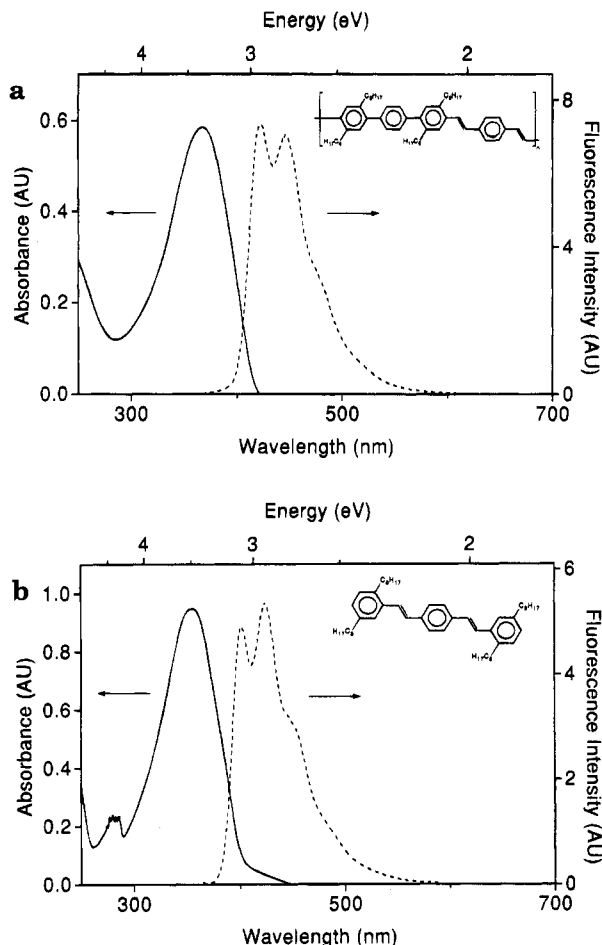 Energy (eV)
4 3 2
a
C8H17 C8H17
H17C8 H17C8
n
0.6
0.4
0.2
0.0
Absorbance (AU)
8
4
0
Fluorescence Intensity (AU)
300 400 500 700
Wavelength (nm)
Energy (eV)
4 3 2
b
C8H17 C8H17
H17C8 H17C8
1.0
0.8
0.6
0.4
0.2
0.0
Absorbance (AU)
6
4
2
0
Fluorescence Intensity (AU)
300 400 500 700
Wavelength (nm)